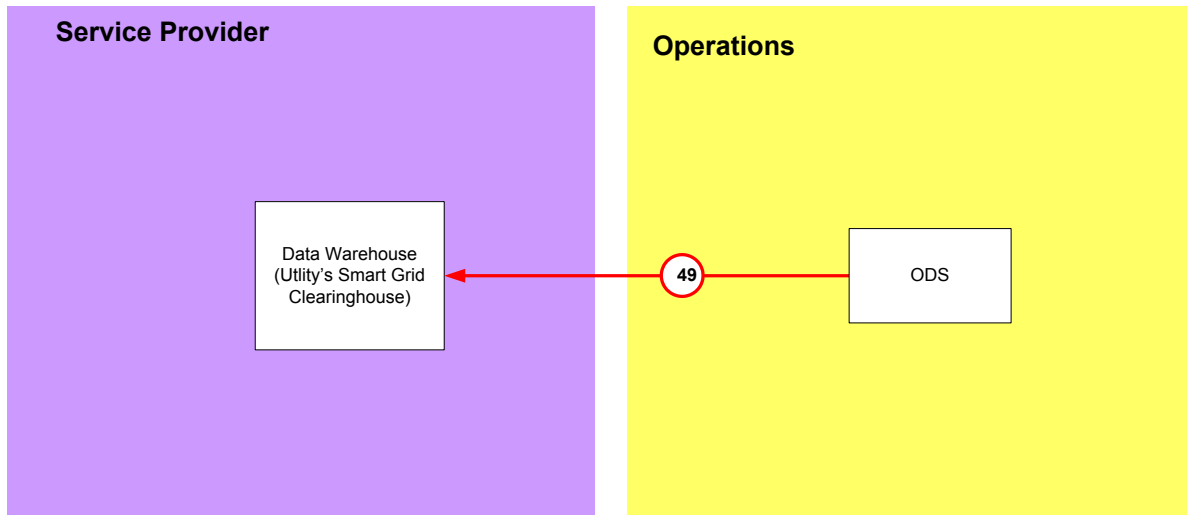 Service Provider
Operations
Data Warehouse
(Utlity's Smart Grid
Clearinghouse)
49
ODS